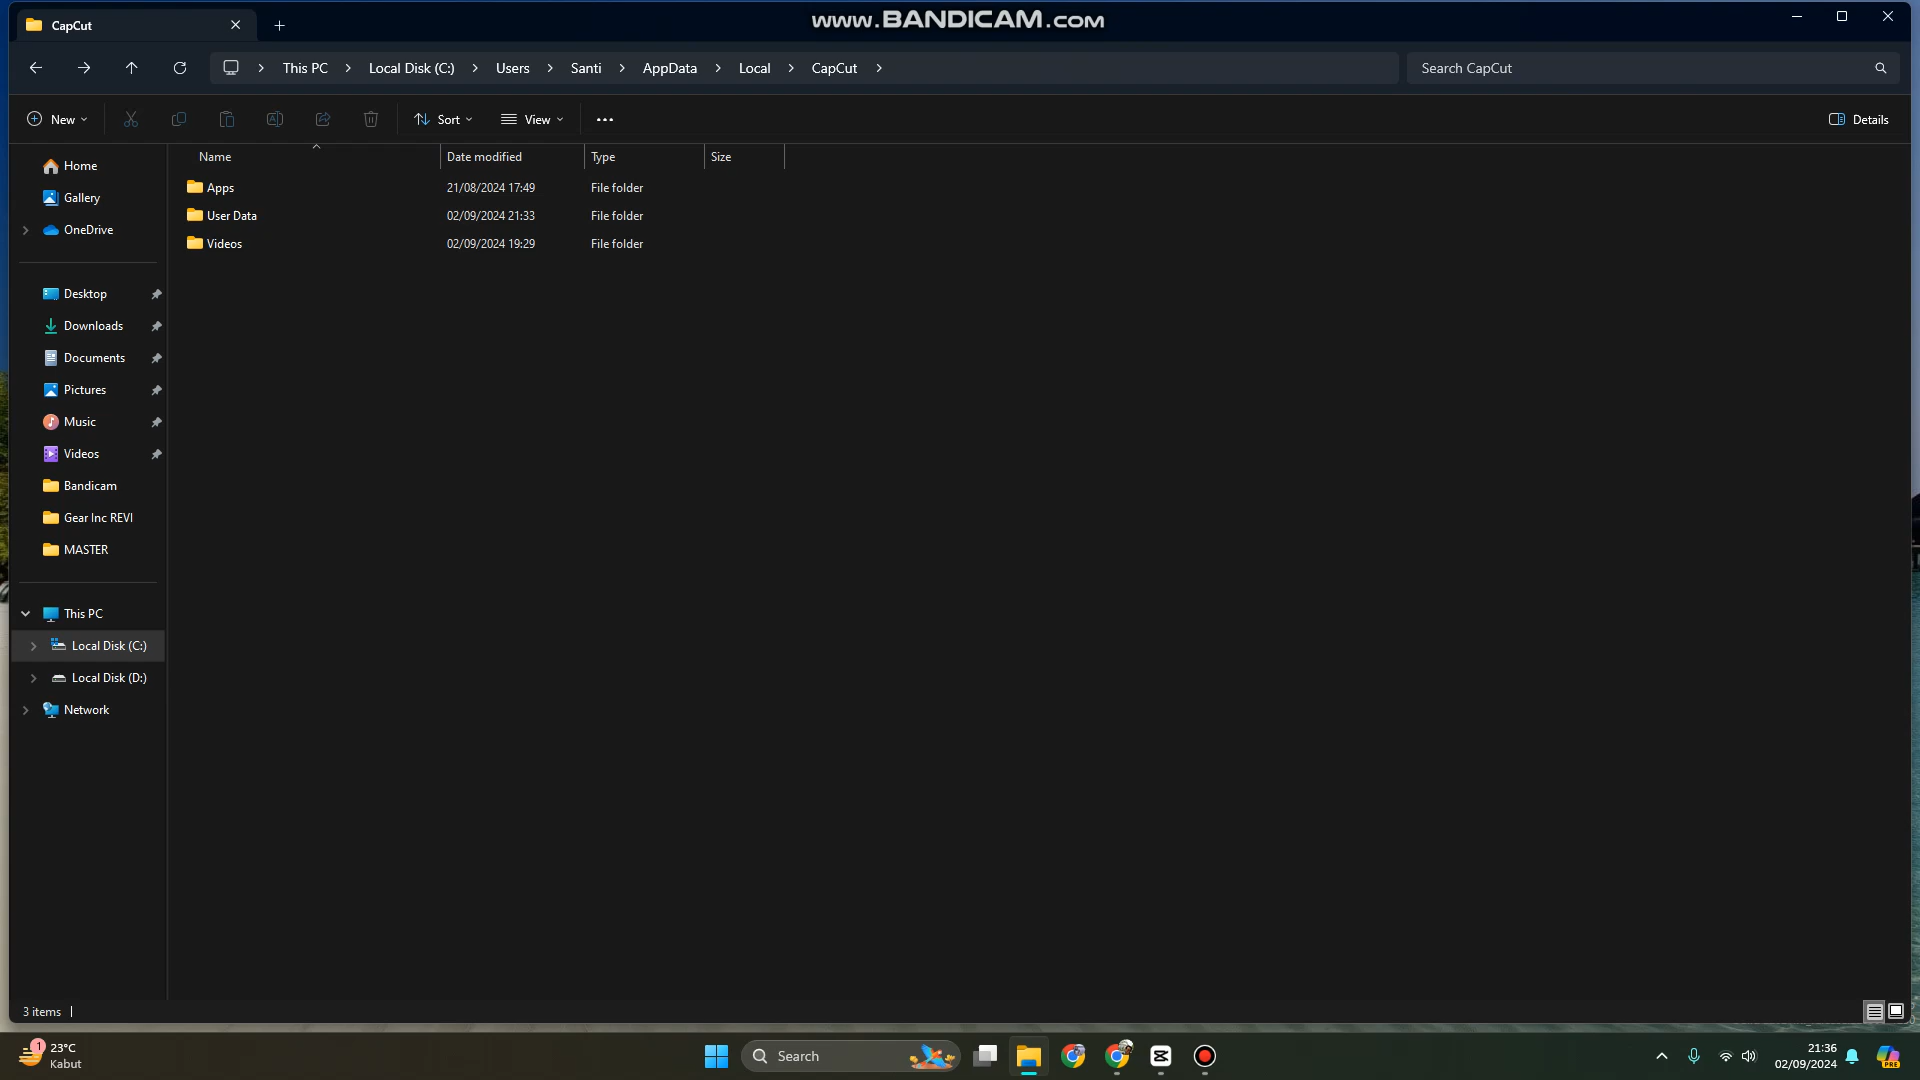 CapCut
www.BANDICAM.com
This PC
Local Disk (C:)
Users
Santi
AppData
Local
CapCut
Search CapCut
New
Sort
View
Details
Name
Date modified
Type
Size
Apps 21/08/2024 17:49 File folder
User Data 02/09/2024 21:33 File folder
Videos 02/09/2024 19:29 File folder
Home
Gallery
OneDrive
Desktop
Downloads
Documents
Pictures
Music
Videos
Bandicam
Gear Inc REVI
MASTER
This PC
Local Disk (C:)
Local Disk (D:)
Network
3 items
1
23°C
Kabut
Search
21:36
02/09/2024
PRE